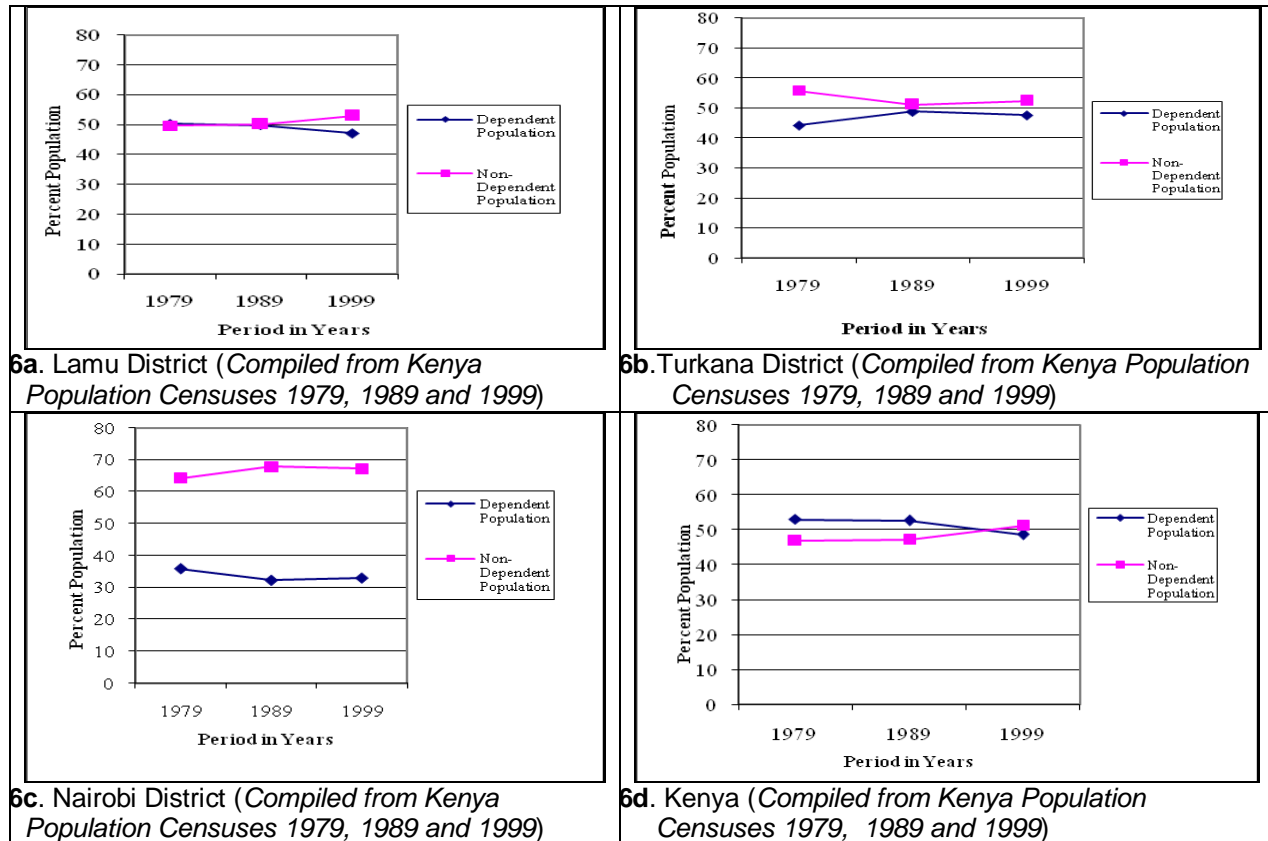 80
70
60
50
40
30
20
10
0
Percent Population
1979 1989 1999
Period in Years
Dependent
Population
Non-
Dependent
Population
6a. Lamu District (Compiled from Kenya
Population Censuses 1979, 1989 and 1999)
80
70
60
50
40
30
20
10
0
Percent Population
1979 1989 1999
Period in Years
Dependent
Population
Non-
Dependent
Population
6b.Turkana District (Compiled from Kenya Population
Censuses 1979, 1989 and 1999)
80
70
60
50
40
30
20
10
0
Percent Population
1979 1989 1999
Period in Years
Dependent
Population
Non-
Dependent
Population
6c. Nairobi District (Compiled from Kenya
Population Censuses 1979, 1989 and 1999)
80
70
60
50
40
30
20
10
0
Percent Population
1979 1989 1999
Period in Years
Dependent
Population
Non-
Dependent
Population
6d. Kenya (Compiled from Kenya Population
Censuses 1979, 1989 and 1999)